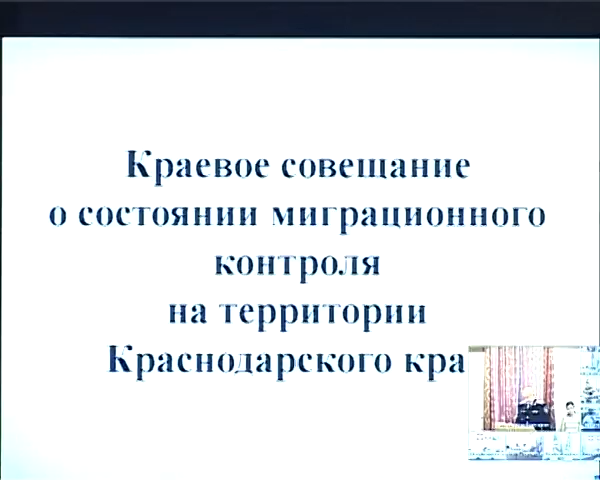 Краевое совещание
о состоянии миграционного
контроля
на территории
Краснодарского кра